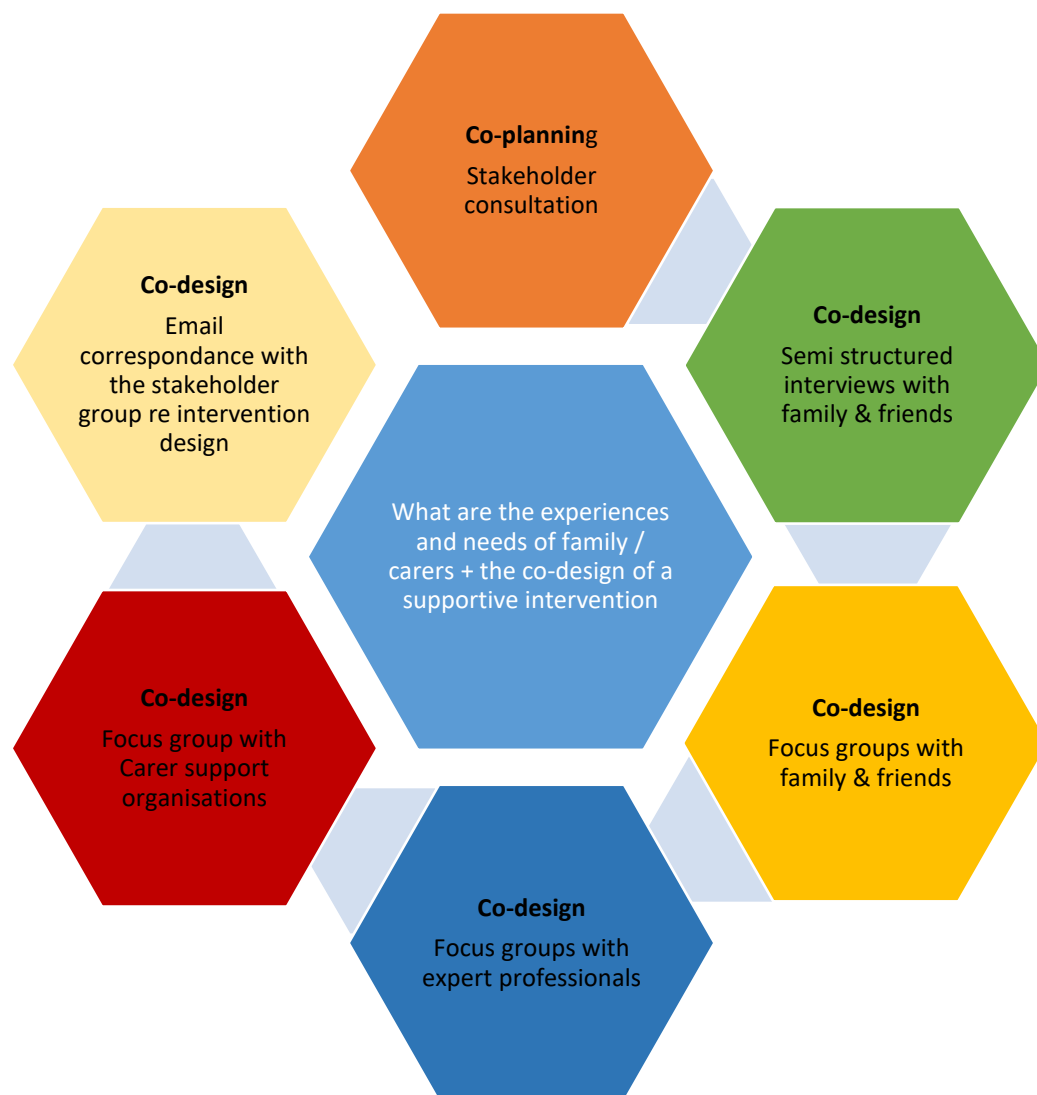 Co-planning
Stakeholder
consultation
Co-design
Semi structured
interviews with
family & friends
Co-design
Focus groups with
family & friends
Co-design
Focus groups with
expert professionals
Co-design
Focus group with
Carer support
organisations
Co-design
Email
correspondance with
the stakeholder
group re intervention
design
What are the experiences
and needs of family /
carers + the co-design of a
supportive intervention